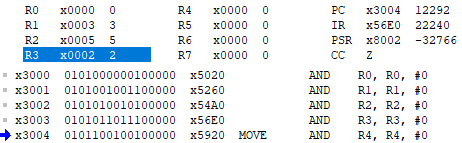 R0 x0000 0 R4 x0000 0 PC x3004 12292
R1 x0003 3 R5 x0000 0 IR x56E0 22240
R2 x0005 5 R6 x0000 0 PSR x8002 -32766
R3 x0002 2 R7 x0000 0 CC Z
x3000 0101000000100000 x5020 AND R0, R0, #0
x3001 0101001001100000 x5260 AND R1, R1, #0
x3002 0101010010100000 x54A0 AND R2, R2, #0
x3003 0101011011100000 x56E0 AND R3, R3, #0
x3004 0101100100100000 x5920 MOVE AND R4, R4, #0